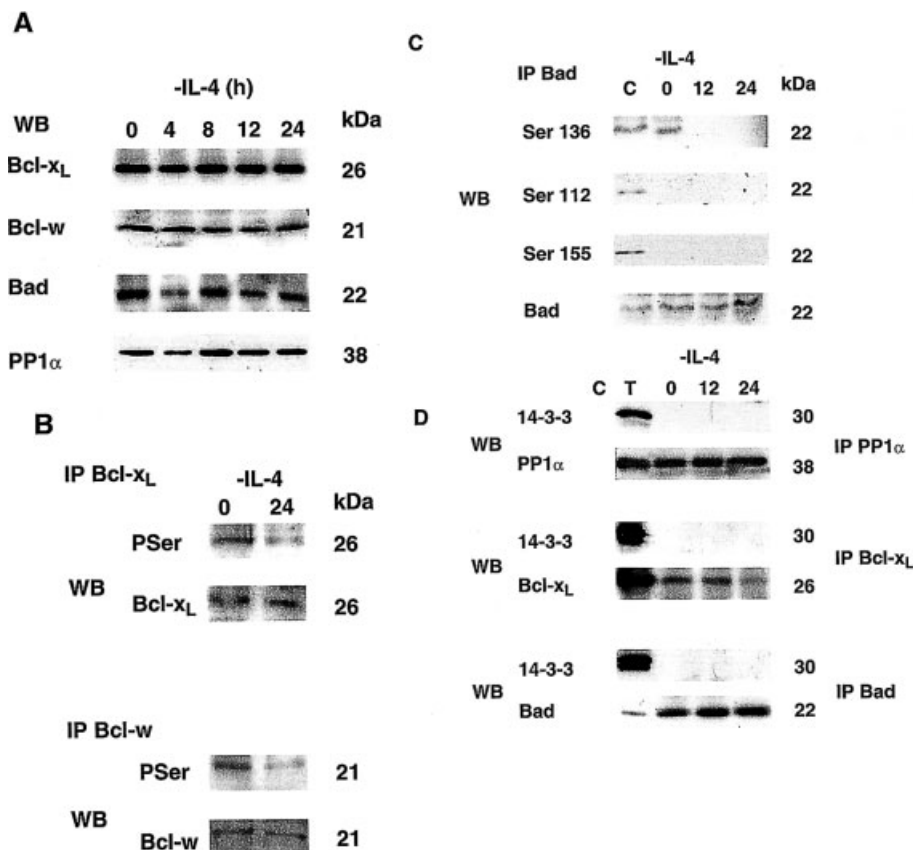 A
-IL-4 (h)
WB 0 4 8 12 24 kDa
Bcl-xL 26
Bcl-w 21
Bad 22
PP1α 38
B
IP Bcl-xL -IL-4
0 24 kDa
PSer 26
WB
Bcl-xL 26
IP Bcl-w
PSer 21
WB
Bcl-w 21
C
-IL-4
IP Bad
C 0 12 24 kDa
Ser 136 22
WB Ser 112 22
Ser 155 22
Bad 22
D
-IL-4
C T 0 12 24
14-3-3 30
WB IP PP1α
PP1α 38
14-3-3 30
WB IP Bcl-xL
Bcl-xL 26
14-3-3 30
WB IP Bad
Bad 22